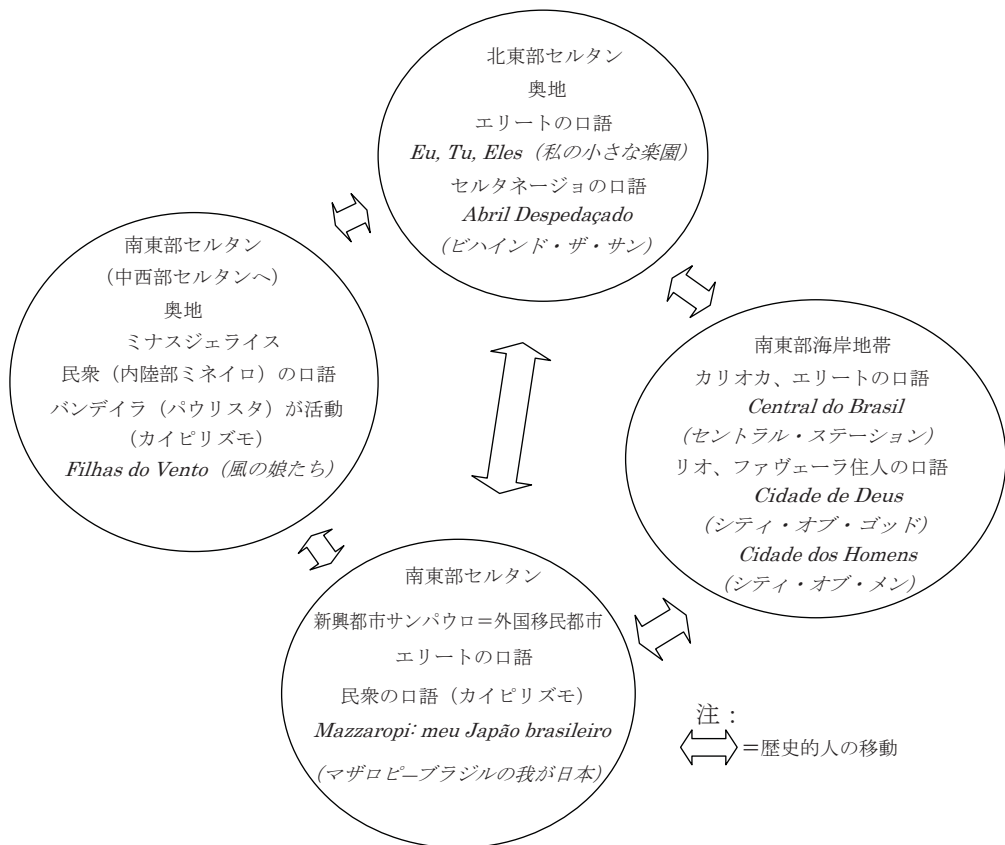 北東部セルタン
奥地
エリートの口語
Eu, Tu, Eles（私の小さな楽園）
セルタネージョの口語
Abril Despedaçado
（ビハインド・ザ・サン）
南東部セルタン
（中西部セルタンへ）
奥地
ミナスジェライス
民衆（内陸部ミネイロ）の口語
バンデイラ（パウリスタ）が活動
（カイピリズモ）
Filhas do Vento（風の娘たち）
南東部海岸地帯
カリオカ、エリートの口語
Central do Brasil
（セントラル・ステーション）
リオ、ファヴェーラ住人の口語
Cidade de Deus
（シティ・オブ・ゴッド）
Cidade dos Homens
（シティ・オブ・メン）
南東部セルタン
新興都市サンパウロ＝外国移民都市
エリートの口語
民衆の口語（カイピリズモ）
Mazzaropi: meu Japão brasileiro
（マザロピ―ブラジルの我が日本）
注：
＝歴史的人の移動